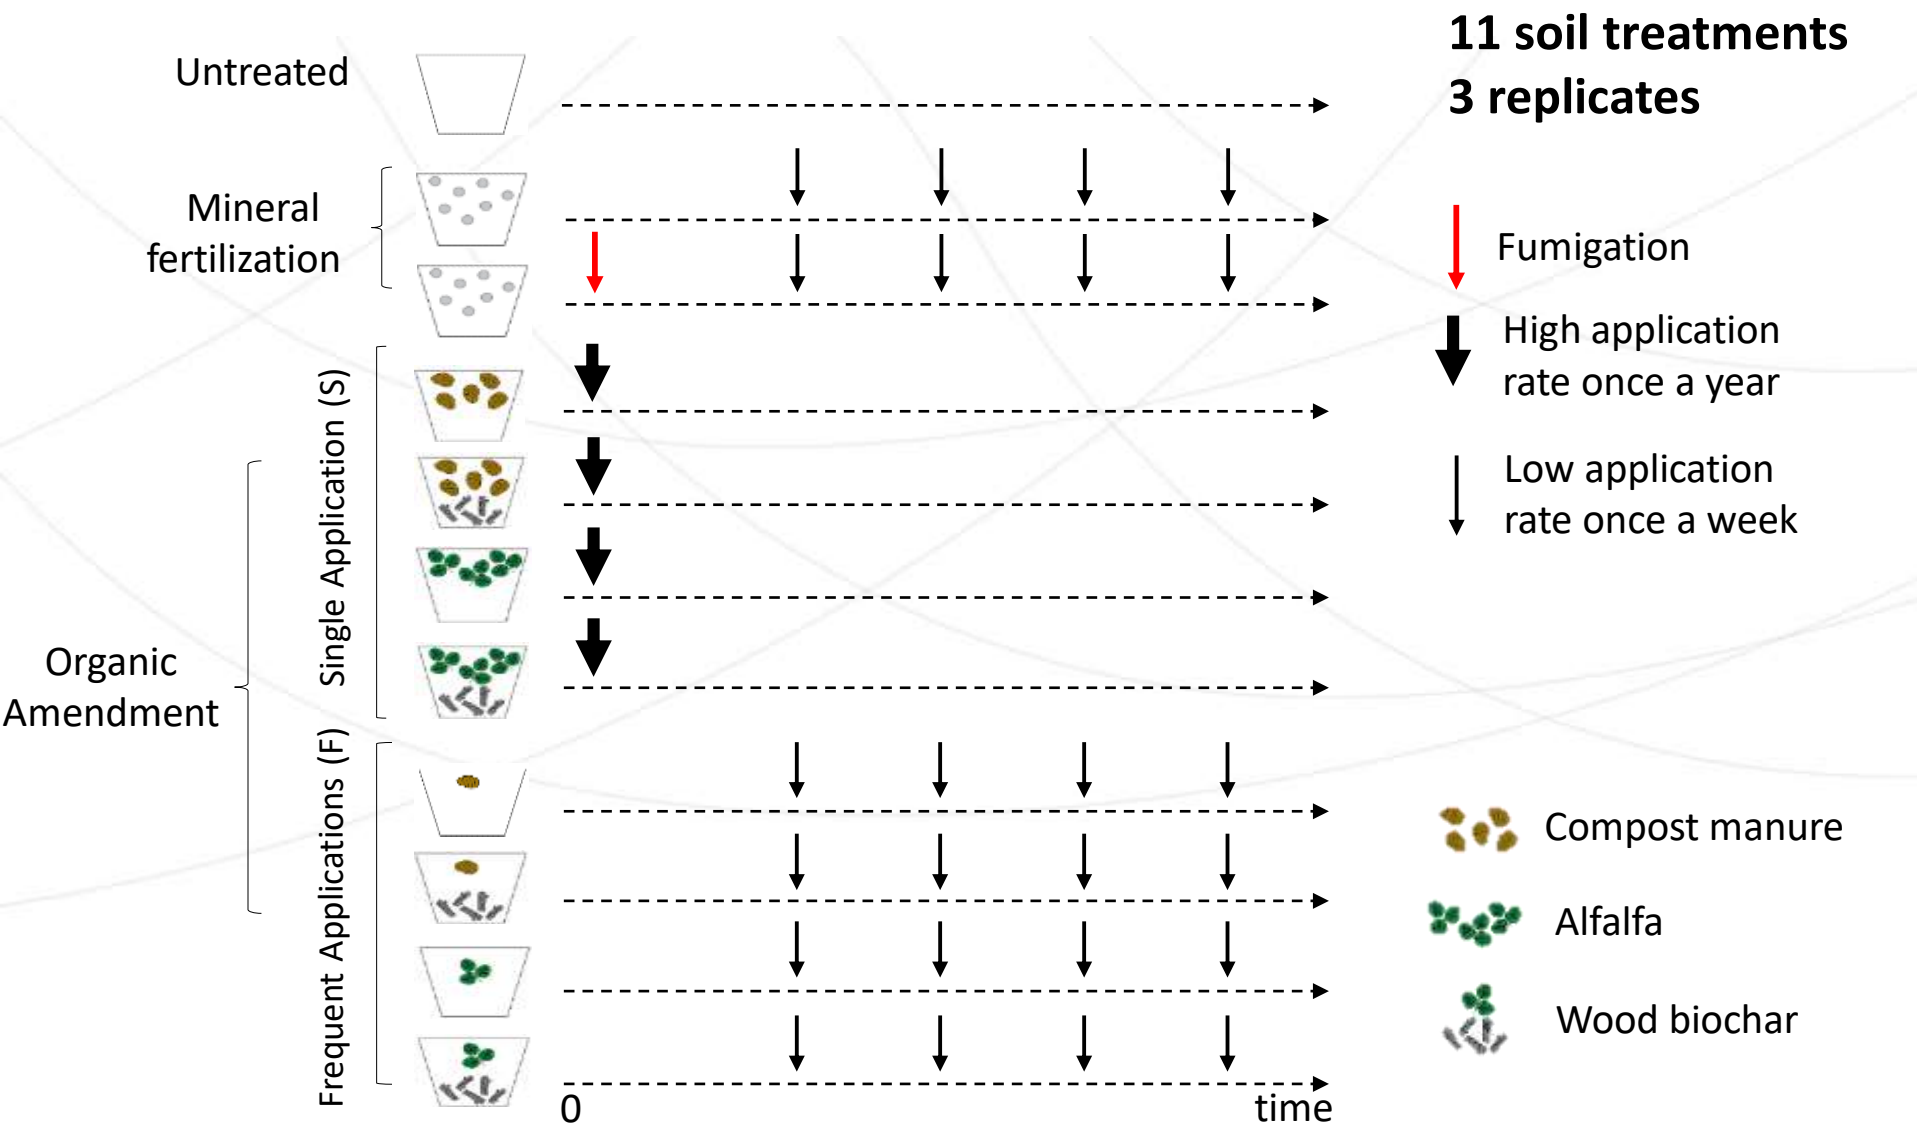 11 soil treatments
3 replicates
Untreated
Mineral
fertilization
Fumigation
High application
rate once a year
Low application
rate once a week
Single Application (S)
Organic
Amendment
Frequent Applications (F)
Compost manure
Alfalfa
Wood biochar
0
time